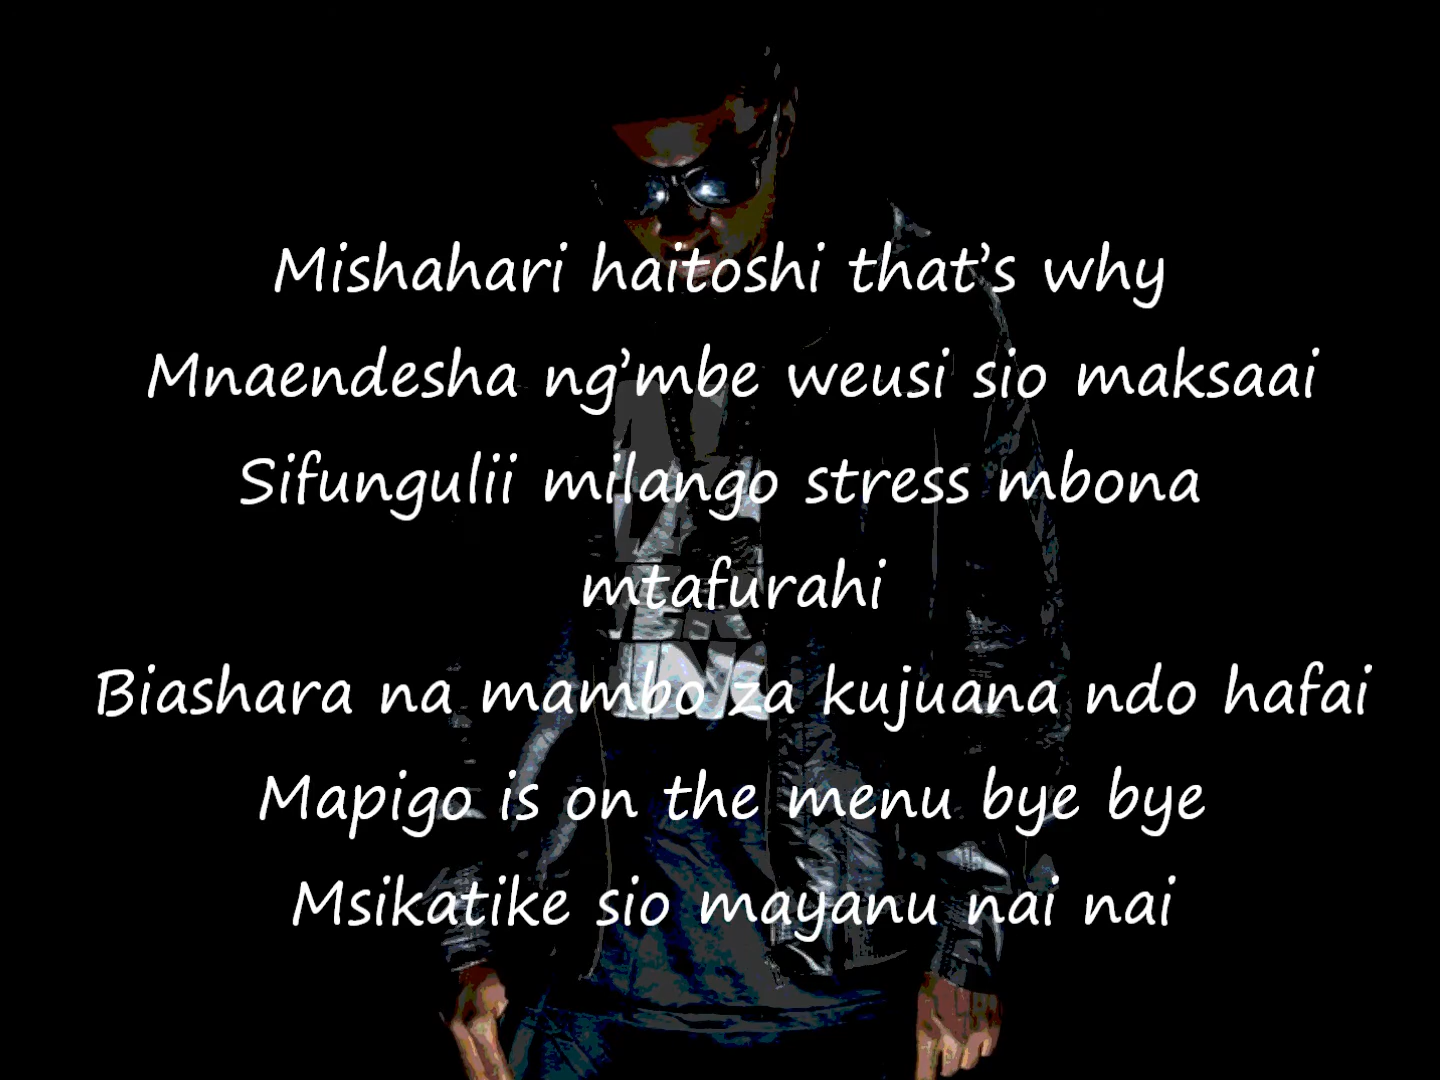 Mishahari haitoshi that's why
Mnaendesha ng'mbe weusi sio maksaai
Sifungulii milango stress mbona
mtafurahi
Biashara na mambo za kujuana ndo hafai
Mapigo is on the menu bye bye
Msikatike sio mayanu nai nai